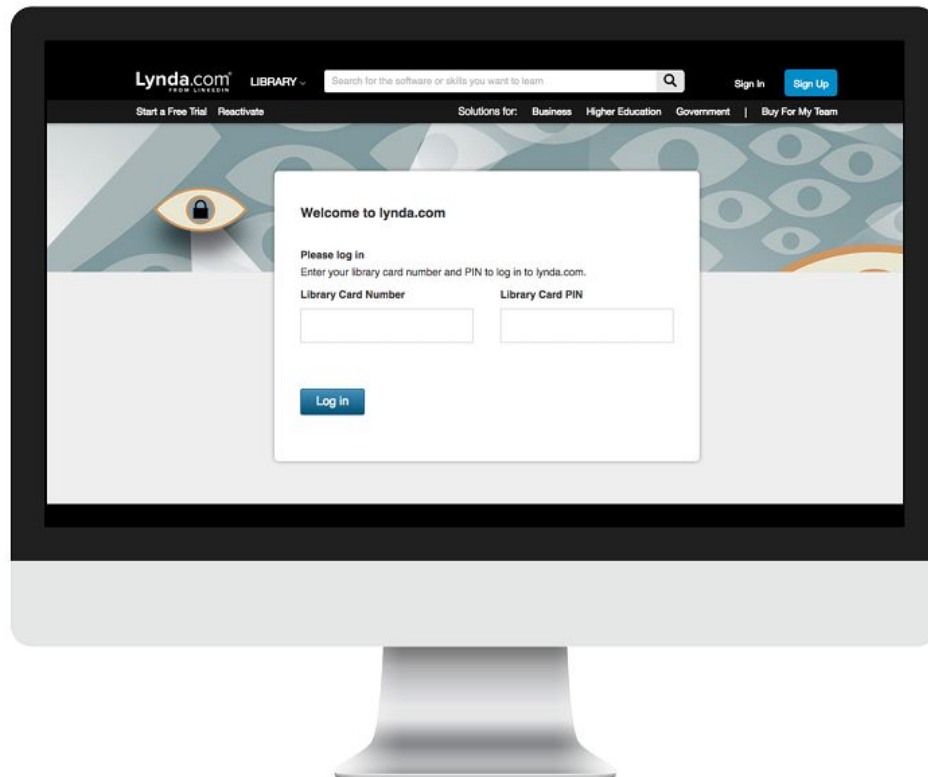 Lynda.com®
FROM LINKEDIN
LIBRARY
Search for the software or skills you want to learn
Sign In
Sign Up
Start a Free Trial Reactivate
Solutions for: Business Higher Education Government | Buy For My Team
Welcome to lynda.com
Please log in
Enter your library card number and PIN to log in to lynda.com.
Library Card Number Library Card PIN
Log in